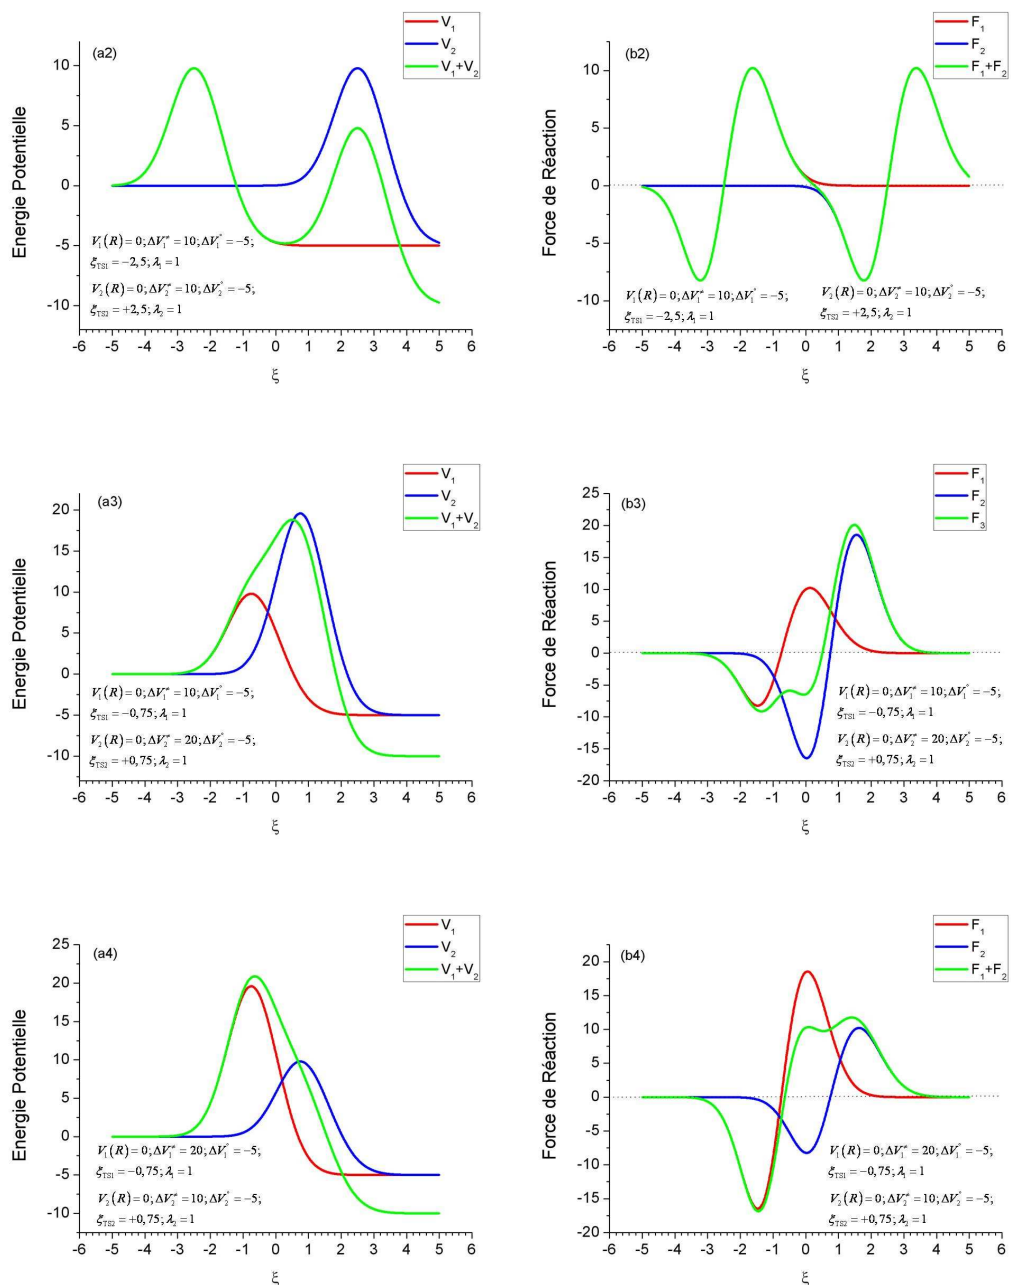 V₁
V₂
V₁+V₂
(a2)
Energie Potentielle
10
5
0
-5
-10
V₁(R)=0;ΔV₁≠=10;ΔV₁°=−5;
ξTS1=−2,5;λ₁=1
V₂(R)=0;ΔV₂≠=10;ΔV₂°=−5;
ξTS2=+2,5;λ₂=1
-6 -5 -4 -3 -2 -1 0 1 2 3 4 5 6
ξ
F₁
F₂
F₁+F₂
(b2)
Force de Réaction
10
5
0
-5
-10
V₁(R)=0;ΔV₁≠=10;ΔV₁°=−5;
ξTS1=−2,5;λ₁=1
V₂(R)=0;ΔV₂≠=10;ΔV₂°=−5;
ξTS2=+2,5;λ₂=1
-6 -5 -4 -3 -2 -1 0 1 2 3 4 5 6
ξ
V₁
V₂
V₁+V₂
(a3)
Energie Potentielle
20
15
10
5
0
-5
-10
V₁(R)=0;ΔV₁≠=10;ΔV₁°=−5;
ξTS1=−0,75;λ₁=1
V₂(R)=0;ΔV₂≠=20;ΔV₂°=−5;
ξTS2=+0,75;λ₂=1
-6 -5 -4 -3 -2 -1 0 1 2 3 4 5 6
ξ
F₁
F₂
F₃
(b3)
Force de Réaction
25
20
15
10
5
0
-5
-10
-15
-20
V₁(R)=0;ΔV₁≠=10;ΔV₁°=−5;
ξTS1=−0,75;λ₁=1
V₂(R)=0;ΔV₂≠=20;ΔV₂°=−5;
ξTS2=+0,75;λ₂=1
-6 -5 -4 -3 -2 -1 0 1 2 3 4 5 6
ξ
V₁
V₂
V₁+V₂
(a4)
Energie Potentielle
25
20
15
10
5
0
-5
-10
V₁(R)=0;ΔV₁≠=20;ΔV₁°=−5;
ξTS1=−0,75;λ₁=1
V₂(R)=0;ΔV₂≠=10;ΔV₂°=−5;
ξTS2=+0,75;λ₂=1
-6 -5 -4 -3 -2 -1 0 1 2 3 4 5 6
ξ
F₁
F₂
F₁+F₂
(b4)
Force de Réaction
20
15
10
5
0
-5
-10
-15
-20
V₁(R)=0;ΔV₁≠=20;ΔV₁°=−5;
ξTS1=−0,75;λ₁=1
V₂(R)=0;ΔV₂≠=10;ΔV₂°=−5;
ξTS2=+0,75;λ₂=1
-6 -5 -4 -3 -2 -1 0 1 2 3 4 5 6
ξ